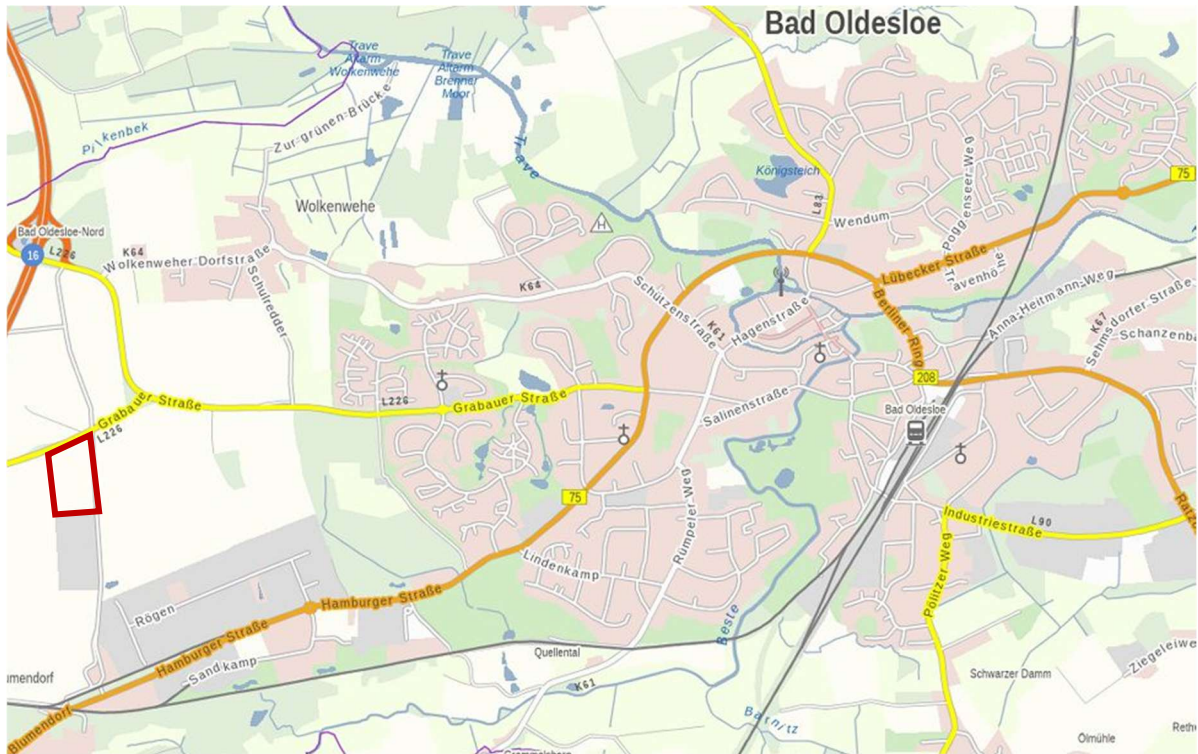 Bad Oldesloe
Trave
Altarm
Wolkenwehe
Trave
Altarm
Brenner
Moor
Zur-grünen-Brücke
Trave
Königsteich
75
Poggenseer Weg
Wolkenwehe
L83
Wendum
Bad Oldesloe-Nord
L226
16
K64
Wolkenweher Dorfstraße
Lübecker Straße
Travenhöhe
Schulredder
K64
Schützenstraße
K61
Hagenstraße
Berliner Ring
Anna-Heitmann-Weg
K67
Sehmsdorfer Straße
208
Grabauer Straße
L226
L226
Grabauer Straße
Salinenstraße
Bad Oldesloe
75
Rümpeler Weg
Industriestraße
L90
Lindenkamp
Pölitzer Weg
Hamburger Straße
Rögen
Hamburger Straße
Beste
Sandkamp
Quellental
K61
Schwarzer Damm
Blumendorf
Barnitz
Ölmühle